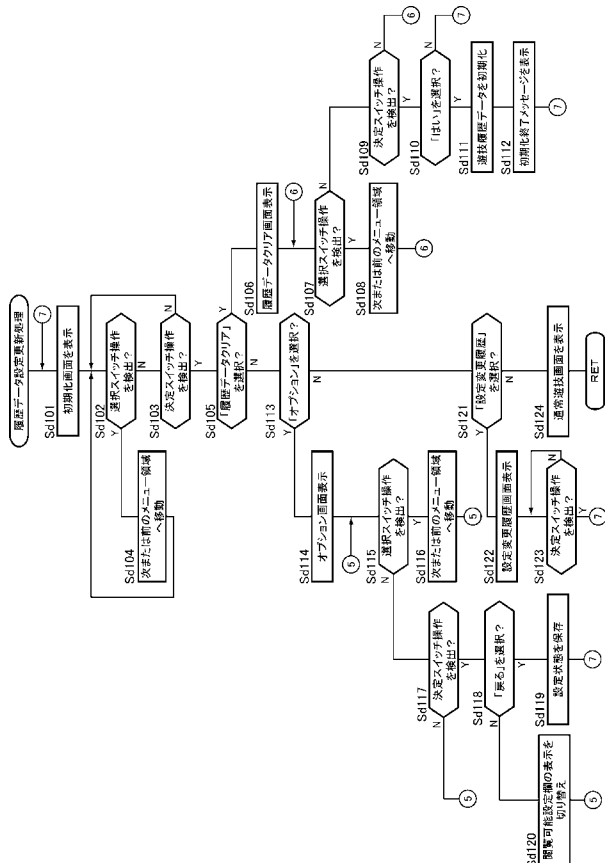 履歴データ設定更新処理
⑦
Sd101
初期化画面を表示
Sd102
選択スイッチ操作
を検出?
Y
N
Sd104
次または前のメニュー領域
へ移動
Sd103
決定スイッチ操作
を検出?
N
Y
Sd105
「履歴データクリア」
を選択?
Y
N
Sd106
履歴データクリア画面表示
⑥
Sd107
選択スイッチ操作
を検出?
N
Y
Sd108
次または前のメニュー領域
へ移動
⑥
Sd109
決定スイッチ操作
を検出?
N
⑥
Y
Sd110
「はい」を選択?
N
⑦
Y
Sd111
遊技履歴データを初期化
Sd112
初期化終了メッセージを表示
⑦
Sd113
「オプション」を選択?
Y
N
Sd114
オプション画面表示
⑤
Sd115
選択スイッチ操作
を検出?
N
Y
Sd116
次または前のメニュー領域
へ移動
⑤
Sd117
決定スイッチ操作
を検出?
N
⑤
Y
Sd118
「戻る」を選択?
N
Y
Sd119
設定状態を保存
⑦
Sd120
閲覧可能設定欄の表示を
切り替え
⑤
Sd121
「設定変更履歴」
を選択?
Y
N
Sd122
設定変更履歴画面表示
Sd123
決定スイッチ操作
を検出?
N
Y
⑦
Sd124
通常遊技画面を表示
RET